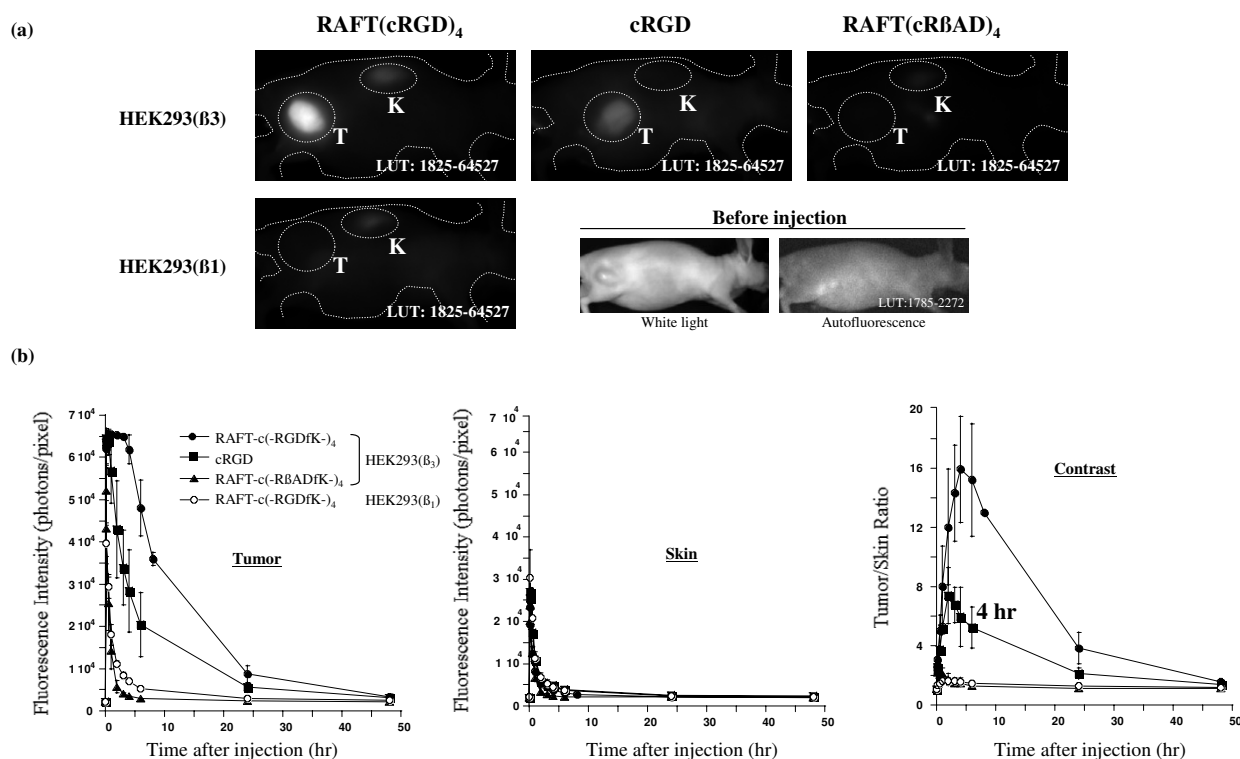 (a)
RAFT(cRGD)4
cRGD
RAFT(cRßAD)4
HEK293(ß3)
K
T
LUT: 1825-64527
K
T
LUT: 1825-64527
K
T
LUT: 1825-64527
HEK293(ß1)
K
T
LUT: 1825-64527
Before injection
LUT:1785-2272
White light
Autofluorescence
(b)
Fluorescence Intensity (photons/pixel)
7 10^4
6 10^4
5 10^4
4 10^4
3 10^4
2 10^4
1 10^4
0
0 10 20 30 40 50
Time after injection (hr)
RAFT-c(-RGDfK-)4
cRGD
RAFT-c(-RßADfK-)4
HEK293(ß3)
RAFT-c(-RGDfK-)4 HEK293(ß1)
Tumor
Fluorescence Intensity (photons/pixel)
7 10^4
6 10^4
5 10^4
4 10^4
3 10^4
2 10^4
1 10^4
0
0 10 20 30 40 50
Time after injection (hr)
Skin
Tumor/Skin Ratio
20
16
12
8
4
0
0 10 20 30 40 50
Time after injection (hr)
Contrast
4 hr